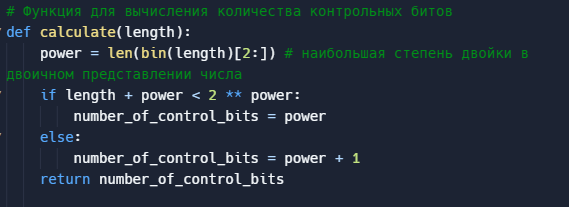 # Функция для вычисления количества контрольных битов
def calculate(length):
    power = len(bin(length)[2:]) # наибольшая степень двойки в
двоичном представлении числа
    if length + power < 2 ** power:
        number_of_control_bits = power
    else:
        number_of_control_bits = power + 1
    return number_of_control_bits